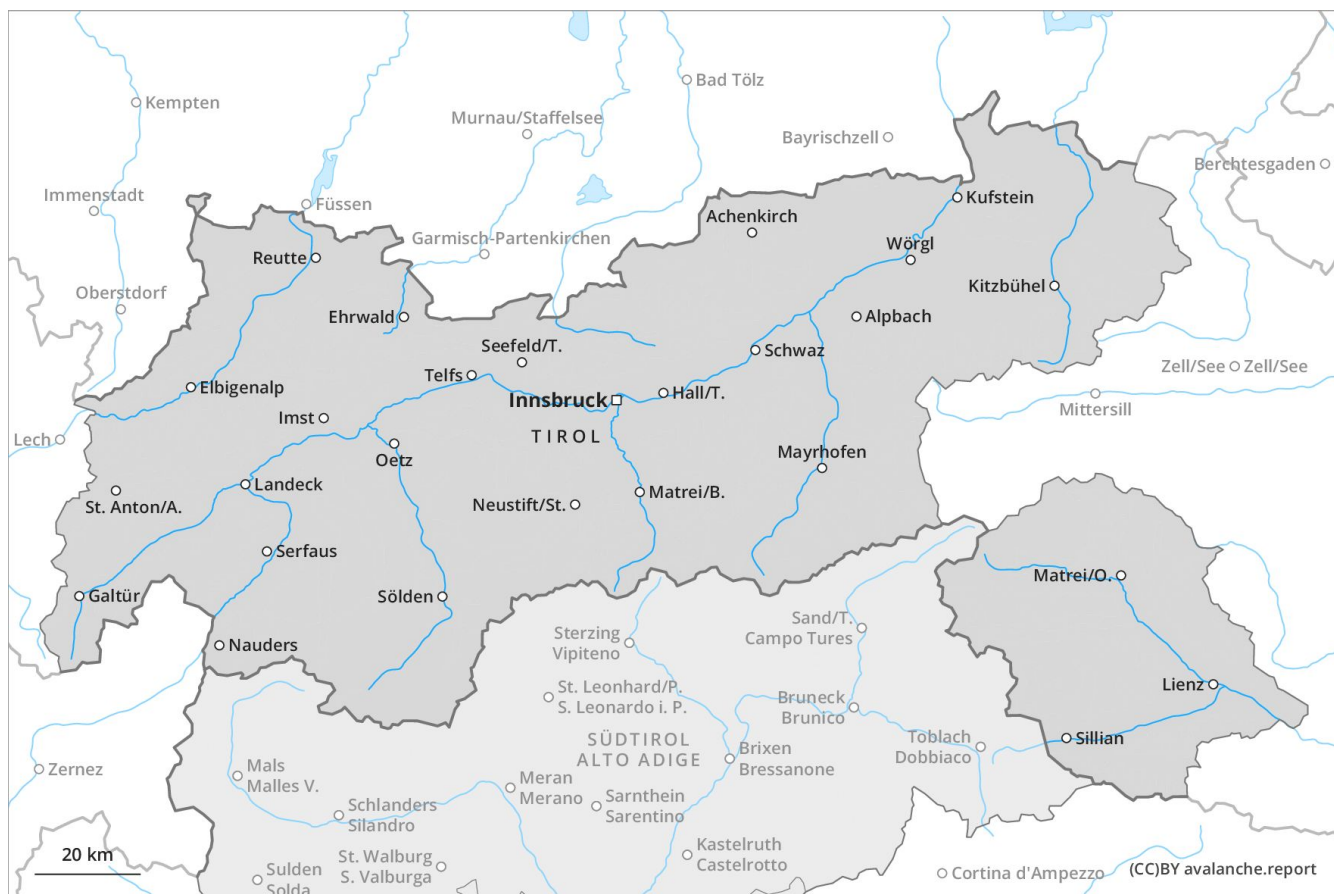 Bad Tölz
Kempten
Murnau/Staffelsee
Bayrischzell
Berchtesgaden
Immenstadt
Füssen
Achenkirch
Kufstein
Garmisch-Partenkirchen
Wörgl
Reutte
Oberstdorf
Kitzbühel
Ehrwald
Alpbach
Seefeld/T.
Schwaz
Telfs
Zell/See
Zell/See
Elbigenalp
Innsbruck
Hall/T.
Mittersill
Imst
Lech
TIROL
Oetz
Mayrhofen
Landeck
Matrei/B.
St. Anton/A.
Neustift/St.
Serfaus
Matrei/O.
Galtür
Sölden
Sand/T.
Campo Tures
Sterzing
Vipiteno
Nauders
Lienz
St. Leonhard/P.
S. Leonardo i. P.
Bruneck
Brunico
Sillian
SÜDTIROL
ALTO ADIGE
Toblach
Dobbiaco
Brixen
Bressanone
Zernez
Mals
Malles V.
Meran
Merano
Sarnthein
Sarentino
Schlanders
Silandro
Kastelruth
Castelrotto
20 km
St. Walburg
S. Valburga
Sulden
Solda
Cortina d'Ampezzo
(CC)BY avalanche.report